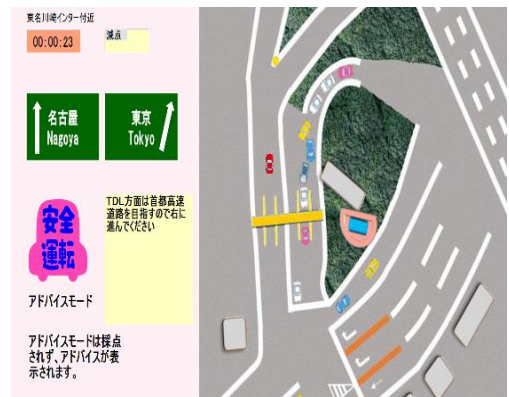 東名川崎インター付近
00:00:23
減点
名古屋
Nagoya
東京
Tokyo
安全
運転
TDL方面は首都高速
道路を目指すので右に
進んでください
アドバイスモード
アドバイスモードは採点
されず、アドバイスが表
示されます。